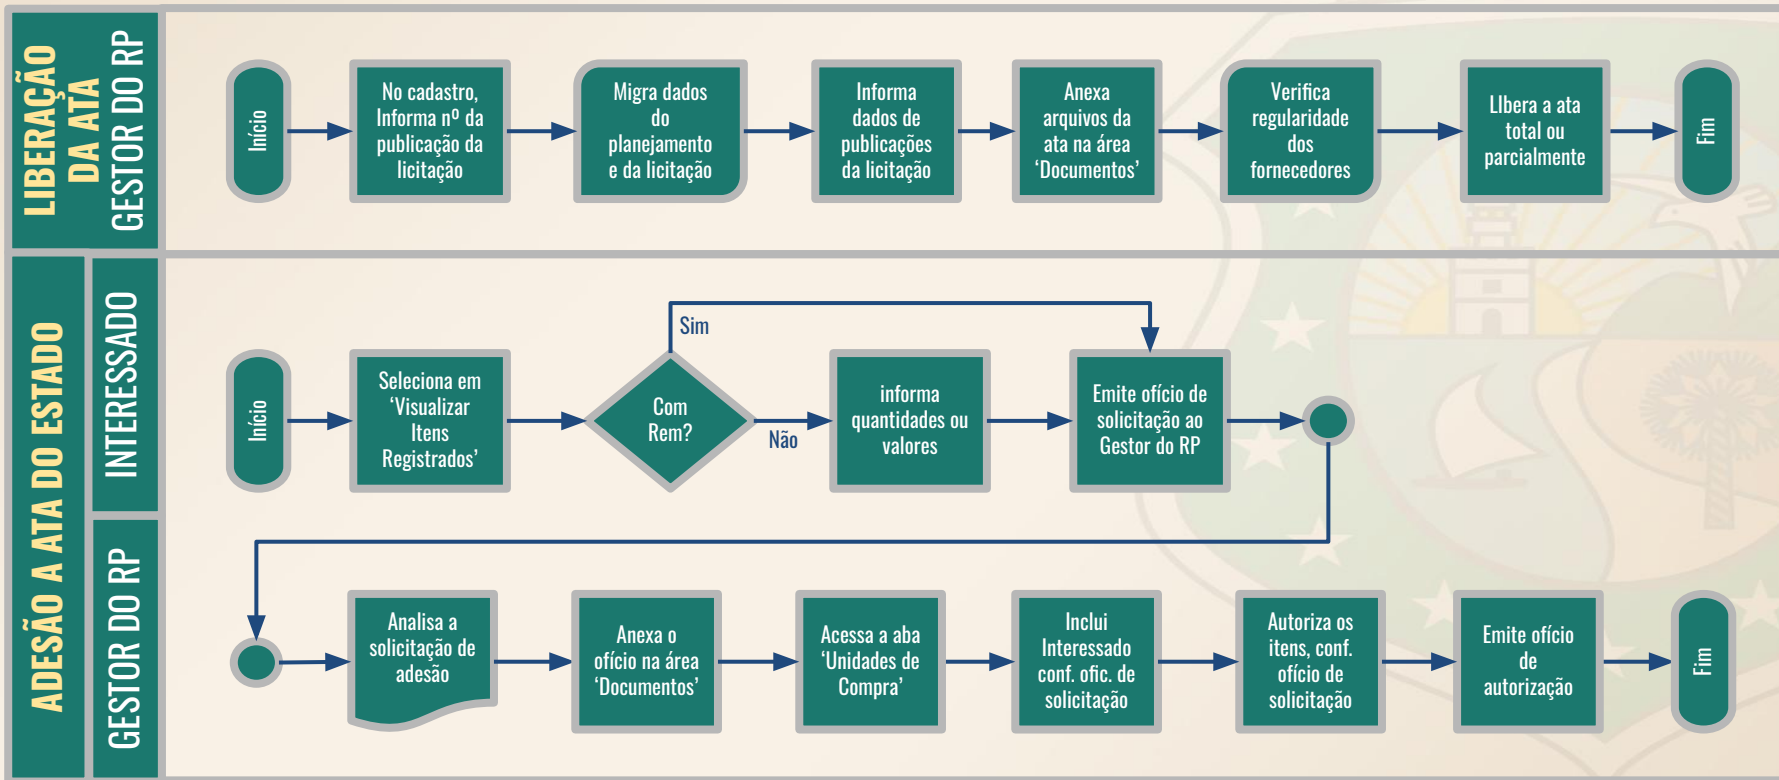 LIBERAÇÃO
DA ATA
GESTOR DO RP
Início
No cadastro,
Informa nº da
publicação da
licitação
Migra dados
do
planejamento
e da licitação
Informa
dados de
publicações
da licitação
Anexa
arquivos da
ata na área
‘Documentos’
Verifica
regularidade
dos
fornecedores
LIbera a ata
total ou
parcialmente
Fim
ADESÃO A ATA DO ESTADO
INTERESSADO
Início
Seleciona em
‘Visualizar
Itens
Registrados’
Com
Rem?
Sim
Não
informa
quantidades ou
valores
Emite ofício de
solicitação ao
Gestor do RP
GESTOR DO RP
Analisa a
solicitação de
adesão
Anexa o
ofício na área
‘Documentos’
Acessa a aba
‘Unidades de
Compra’
Inclui
Interessado
conf. ofic. de
solicitação
Autoriza os
itens, conf.
ofício de
solicitação
Emite ofício
de
autorização
Fim